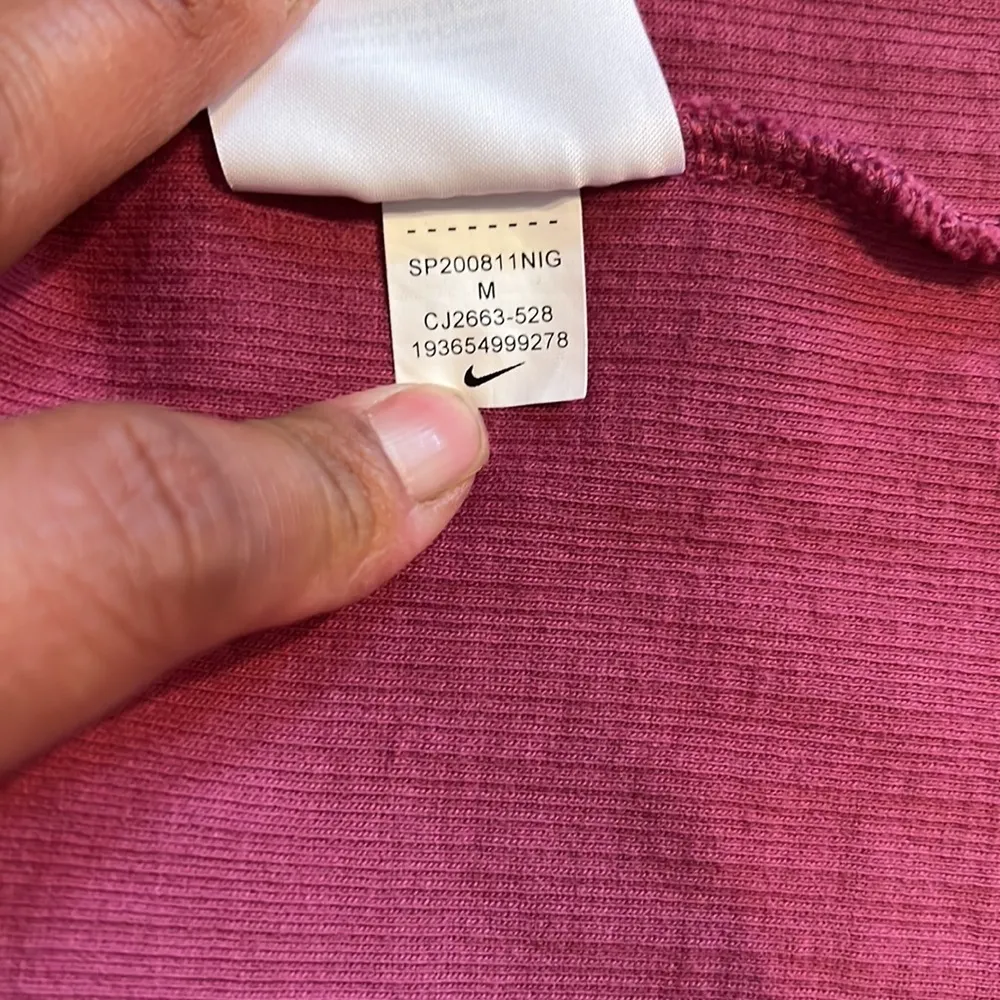 - - - - - - - -
SP200811NIG
M
CJ2663-528
193654999278